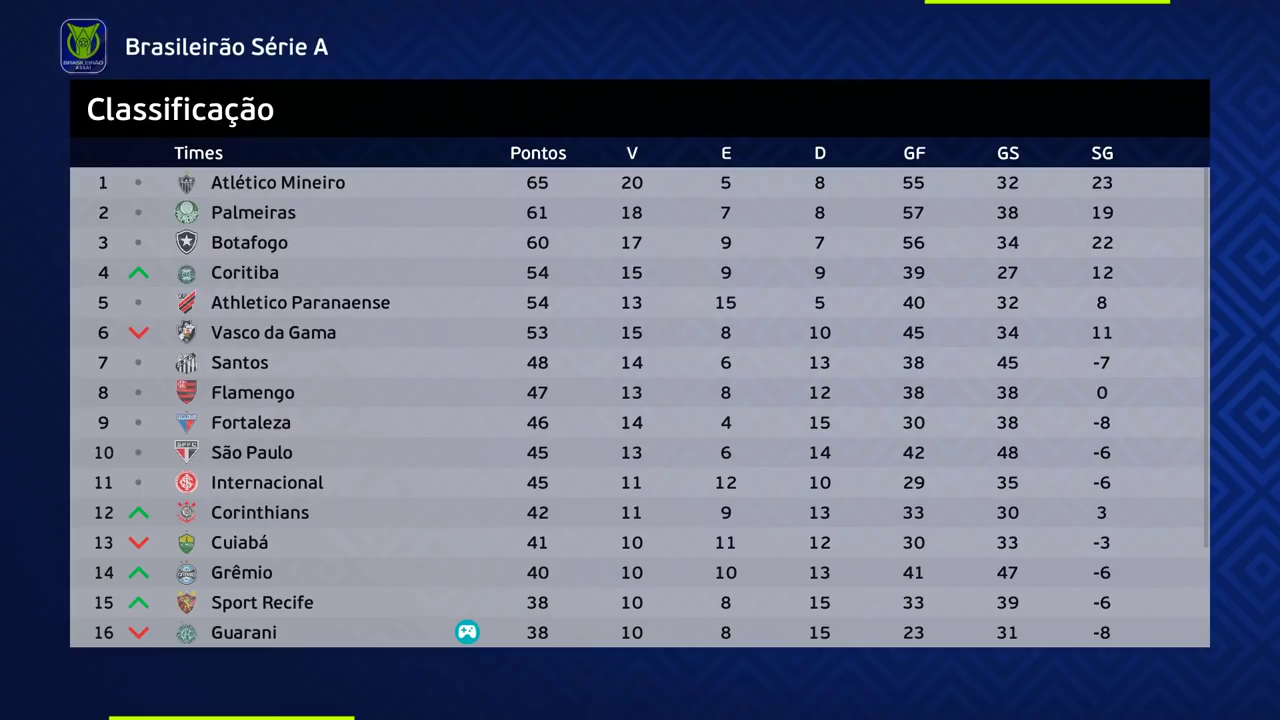 Brasileirão Série A
BRASILEIRÃO
ASSAÍ
Classificação
Times Pontos V E D GF GS SG
1 Atlético Mineiro 65 20 5 8 55 32 23
2 Palmeiras 61 18 7 8 57 38 19
3 Botafogo 60 17 9 7 56 34 22
4 Coritiba 54 15 9 9 39 27 12
5 Athletico Paranaense 54 13 15 5 40 32 8
6 Vasco da Gama 53 15 8 10 45 34 11
7 Santos 48 14 6 13 38 45 -7
8 Flamengo 47 13 8 12 38 38 0
9 Fortaleza 46 14 4 15 30 38 -8
10 São Paulo 45 13 6 14 42 48 -6
11 Internacional 45 11 12 10 29 35 -6
12 Corinthians 42 11 9 13 33 30 3
13 Cuiabá 41 10 11 12 30 33 -3
14 Grêmio 40 10 10 13 41 47 -6
15 Sport Recife 38 10 8 15 33 39 -6
16 Guarani 38 10 8 15 23 31 -8